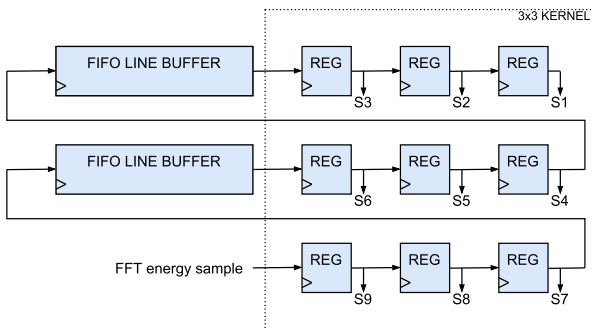 3x3 KERNEL
FIFO LINE BUFFER REG REG REG
S3 S2 S1
FIFO LINE BUFFER REG REG REG
S6 S5 S4
FFT energy sample REG REG REG
S9 S8 S7